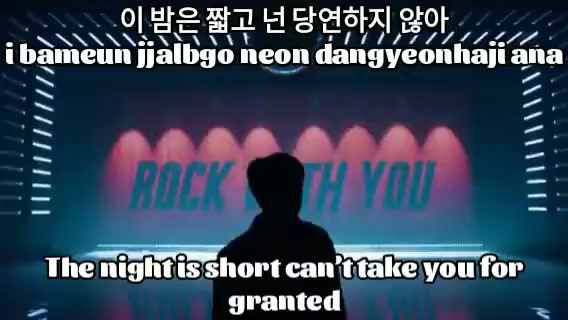 이 밤은 짧고 넌 당연하지 않아
i bameun jjalbgo neon dangyeonhaji ana
ROCK WITH YOU
The night is short can't take you for
granted